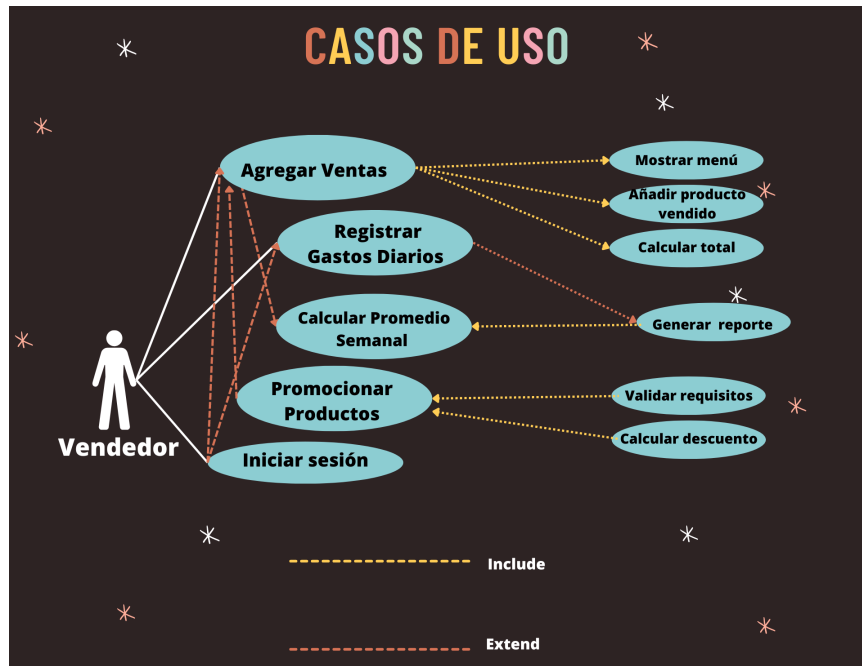 CASOS DE USO
Agregar Ventas
Mostrar menú
Añadir producto
vendido
Registrar
Gastos Diarios
Calcular total
Calcular Promedio
Semanal
Generar reporte
Promocionar
Productos
Validar requisitos
Calcular descuento
Vendedor
Iniciar sesión
Include
Extend